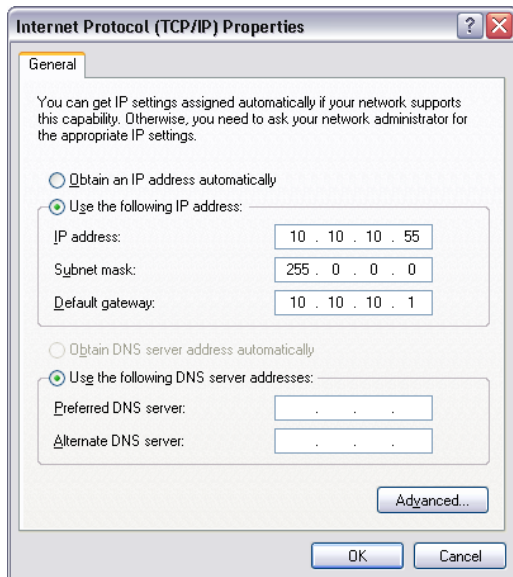 Internet Protocol (TCP/IP) Properties
General
You can get IP settings assigned automatically if your network supports
this capability. Otherwise, you need to ask your network administrator for
the appropriate IP settings.
Obtain an IP address automatically
Use the following IP address:
IP address: 10 . 10 . 10 . 55
Subnet mask: 255 . 0 . 0 . 0
Default gateway: 10 . 10 . 10 . 1
Obtain DNS server address automatically
Use the following DNS server addresses:
Preferred DNS server: . . .
Alternate DNS server: . . .
Advanced...
OK Cancel